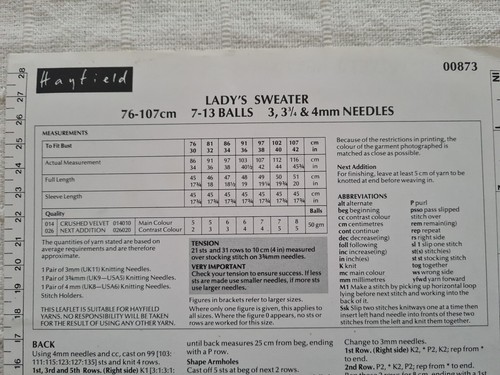 Hayfield
00873
LADY'S SWEATER
76-107cm 7-13 BALLS 3, 3¾ & 4mm NEEDLES
MEASUREMENTS
To Fit Bust 76 81 86 91 97 102 107 cm
30 32 34 36 38 40 42 in
Actual Measurement 86 91 97 103 107 112 116 cm
34 36 38 40½ 42 44 45¾ in
Full Length 45 46 47 48 49 50 51 cm
17¾ 18 18½ 19 19¼ 19¾ 20 in
Sleeve Length 45 45 45 45 45 45 45 cm
17¾ 17¾ 17¾ 17¾ 17¾ 17¾ 17¾ in
Quality Balls
014 CRUSHED VELVET 014010 Main Colour 5 5 6 6 7 7 8 50 gm
026 NEXT ADDITION 026020 Contrast Colour 2 3 3 4 4 5 5
The quantities of yarn stated are based on
average requirements and are therefore
approximate.
1 Pair of 3mm (UK11) Knitting Needles.
1 Pair of 3¾mm (UK9-USA5) Knitting Needles.
1 Pair of 4mm (UK8-USA6) Knitting Needles
Stitch Holders.
THIS LEAFLET IS SUITABLE FOR HAYFIELD
YARNS. NO RESPONSIBILITY WILL BE TAKEN
FOR THE RESULT OF USING ANY OTHER YARN.
TENSION
21 sts and 31 rows to 10 cm (4 in) measured
over stocking stitch on 3¾mm needles.
VERY IMPORTANT
Check your tension to ensure success. If less
sts are made use smaller needles, if more sts
use larger needles.
Figures in brackets refer to larger sizes.
Where only one figure is given, this applies to
all sizes. Where the figure 0 appears, no sts or
rows are worked for this size.
Because of the restrictions in printing, the
colour of the garment photographed is
matched as close as possible.
Next Addition
For finishing, leave at least 5cm of yarn to be
knotted at end before weaving in.
ABBREVIATIONS
alt alternate
beg beginning
cc contrast colour
cm centimetres
cont continue
dec decrease(ing)
foll following
inc increase(ing)
in inch(es)
K knit
mc main colour
mm millimetres
P purl
psso pass slipped
stitch over
rem remain(ing)
rep repeat
rs right side
sl 1 slip one stitch
st(s) stitch(es)
st st stocking stitch
tog together
ws wrong side
ylwd yarn forward
M1 Make a stitch by picking up horizontal loop
lying before next stitch and working into the
back of it.
Ssk Slip two stitches knitways one at a time then
insert left hand needle into fronts of these two
stitches from the left and knit them together.
BACK
Using 4mm needles and cc, cast on 99 [103:
111:115:123:127:135] sts and knit 4 rows.
1st, 3rd and 5th Rows. (Right side) K1[3:1:3:1:
until back measures 25 cm from beg, ending
with a P row.
Shape Armholes
Cast off 5 sts at beg of next 2 rows.
Change to 3mm needles.
1st Row. (Right side) K2, * P2, K2; rep from *
to end.
2nd Row. P2, * K2, P2; rep from * to end.